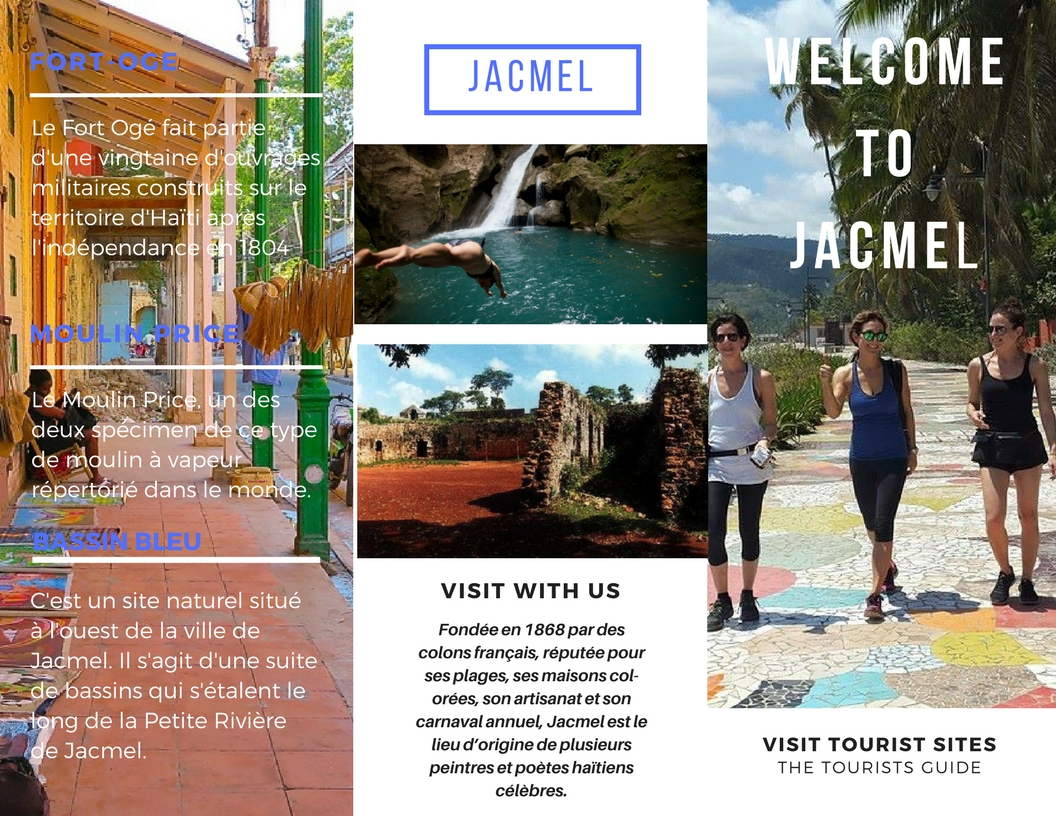 FORT-OGE
Le Fort Ogé fait partie
d'une vingtaine d'ouvrages
militaires construits sur le
territoire d'Haïti après
l'indépendance en 1804
MOULIN PRICE
Le Moulin Price, un des
deux spécimen de ce type
de moulin à vapeur
répertorié dans le monde.
BASSIN BLEU
C'est un site naturel situé
à l'ouest de la ville de
Jacmel. Il s'agit d'une suite
de bassins qui s'étalent le
long de la Petite Rivière
de Jacmel.
JACMEL
VISIT WITH US
Fondée en 1868 par des
colons français, réputée pour
ses plages, ses maisons col-
orées, son artisanat et son
carnaval annuel, Jacmel est le
lieu d’origine de plusieurs
peintres et poètes haïtiens
célèbres.
WELCOME
TO
JACMEL
VISIT TOURIST SITES
THE TOURISTS GUIDE